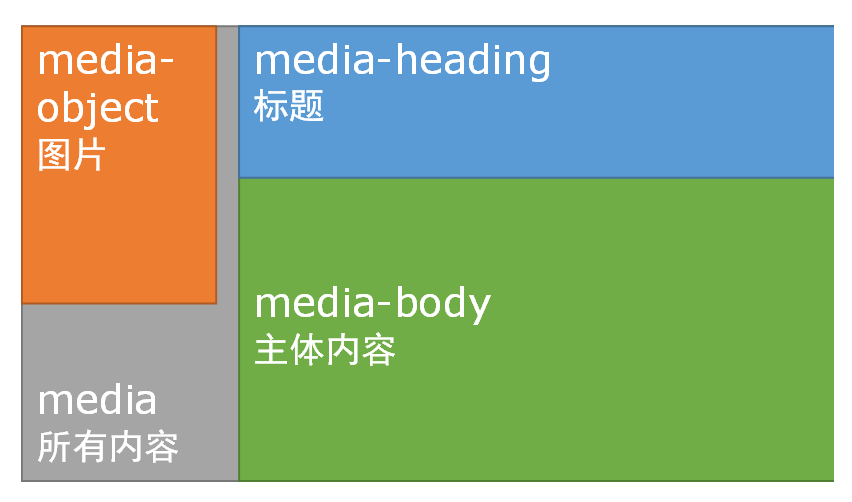 media-
object
图片
media-heading
标题
media-body
主体内容
media
所有内容